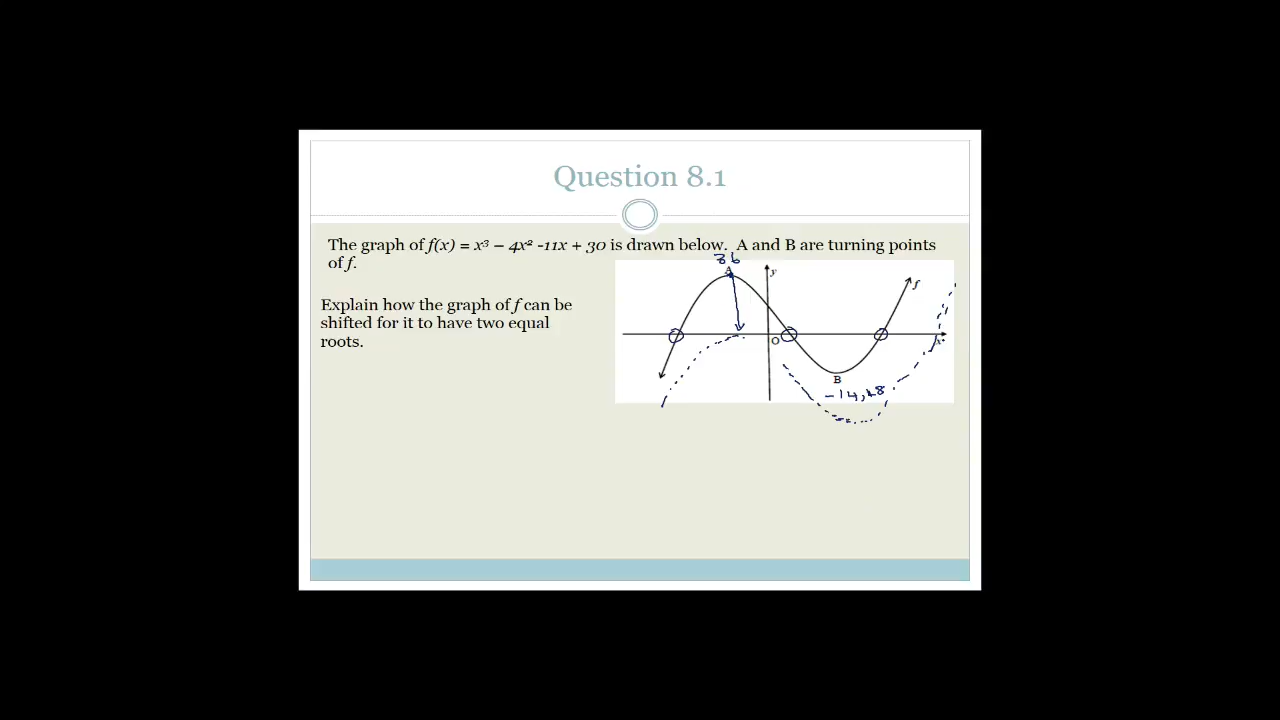 Question 8.1
The graph of f(x) = x³ – 4x² -11x + 30 is drawn below. A and B are turning points
of f.
Explain how the graph of f can be
shifted for it to have two equal
roots.
36
A
y
f
O
x
B
-14,48